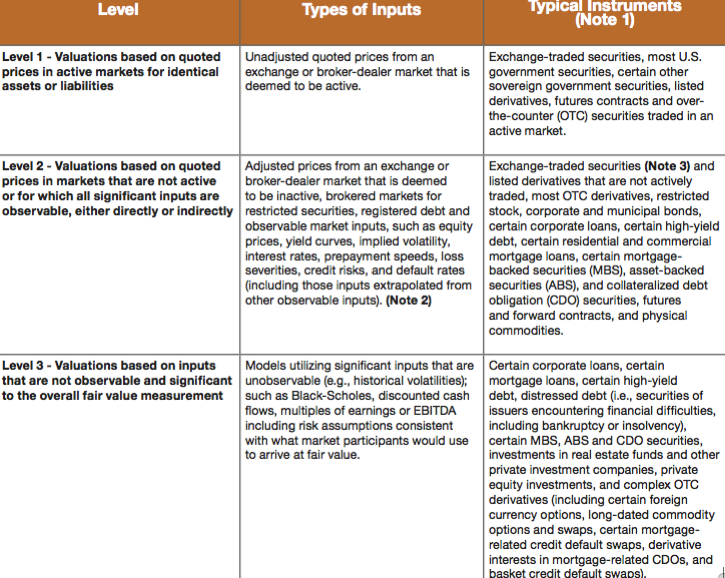 Level
Types of Inputs
Typical Instruments
(Note 1)
Level 1 - Valuations based on quoted
prices in active markets for identical
assets or liabilities
Unadjusted quoted prices from an
exchange or broker-dealer market that is
deemed to be active.
Exchange-traded securities, most U.S.
government securities, certain other
sovereign government securities, listed
derivatives, futures contracts and over-
the-counter (OTC) securities traded in an
active market.
Level 2 - Valuations based on quoted
prices in markets that are not active
or for which all significant inputs are
observable, either directly or indirectly
Adjusted prices from an exchange or
broker-dealer market that is deemed
to be inactive, brokered markets for
restricted securities, registered debt and
observable market inputs, such as equity
prices, yield curves, implied volatility,
interest rates, prepayment speeds, loss
severities, credit risks, and default rates
(including those inputs extrapolated from
other observable inputs). (Note 2)
Exchange-traded securities (Note 3) and
listed derivatives that are not actively
traded, most OTC derivatives, restricted
stock, corporate and municipal bonds,
certain corporate loans, certain high-yield
debt, certain residential and commercial
mortgage loans, certain mortgage-
backed securities (MBS), asset-backed
securities (ABS), and collateralized debt
obligation (CDO) securities, futures
and forward contracts, and physical
commodities.
Level 3 - Valuations based on inputs
that are not observable and significant
to the overall fair value measurement
Models utilizing significant inputs that are
unobservable (e.g., historical volatilities);
such as Black-Scholes, discounted cash
flows, multiples of earnings or EBITDA
including risk assumptions consistent
with what market participants would use
to arrive at fair value.
Certain corporate loans, certain
mortgage loans, certain high-yield
debt, distressed debt (i.e., securities of
issuers encountering financial difficulties,
including bankruptcy or insolvency),
certain MBS, ABS and CDO securities,
investments in real estate funds and other
private investment companies, private
equity investments, and complex OTC
derivatives (including certain foreign
currency options, long-dated commodity
options and swaps, certain mortgage-
related credit default swaps, derivative
interests in mortgage-related CDOs, and
basket credit default swaps).